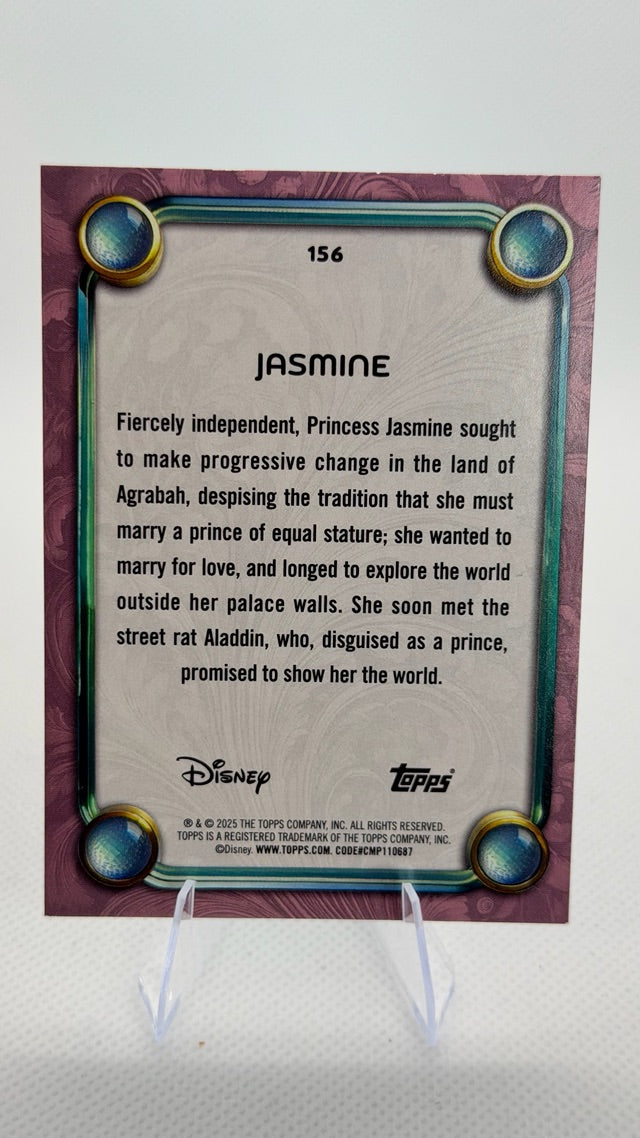 156
JASMINE
Fiercely independent, Princess Jasmine sought
to make progressive change in the land of
Agrabah, despising the tradition that she must
marry a prince of equal stature; she wanted to
marry for love, and longed to explore the world
outside her palace walls. She soon met the
street rat Aladdin, who, disguised as a prince,
promised to show her the world.
Disney Topps®
® & © 2025 THE TOPPS COMPANY, INC. ALL RIGHTS RESERVED.
TOPPS IS A REGISTERED TRADEMARK OF THE TOPPS COMPANY, INC.
©Disney. WWW.TOPPS.COM. CODE#CMP110687